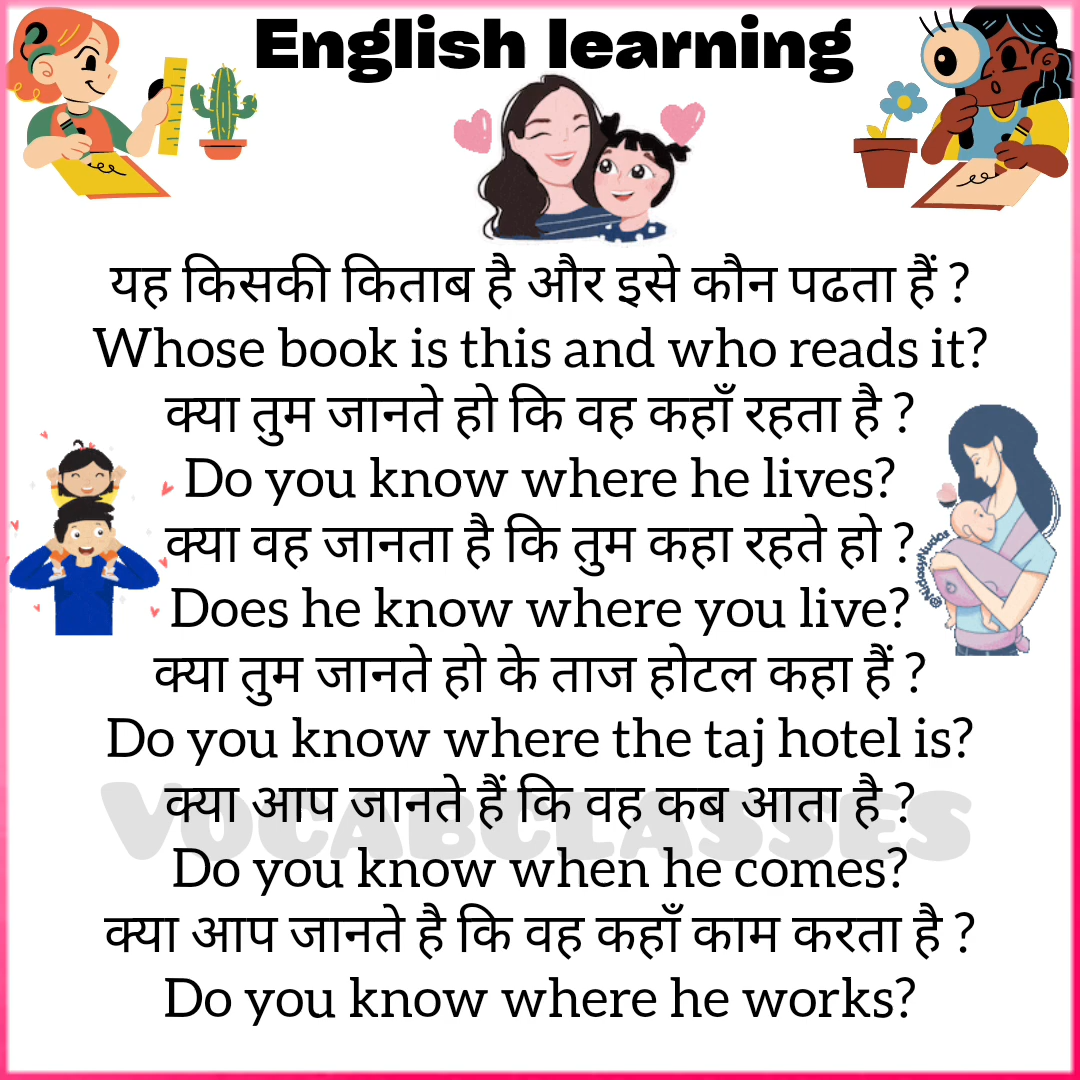 English learning
यह किसकी किताब है और इसे कौन पढता हैं ?
Whose book is this and who reads it?
क्या तुम जानते हो कि वह कहाँ रहता है ?
Do you know where he lives?
क्या वह जानता है कि तुम कहा रहते हो ?
Does he know where you live?
क्या तुम जानते हो के ताज होटल कहा हैं ?
Do you know where the taj hotel is?
क्या आप जानते हैं कि वह कब आता है ?
VOCABCLASSES
Do you know when he comes?
क्या आप जानते है कि वह कहाँ काम करता है ?
Do you know where he works?